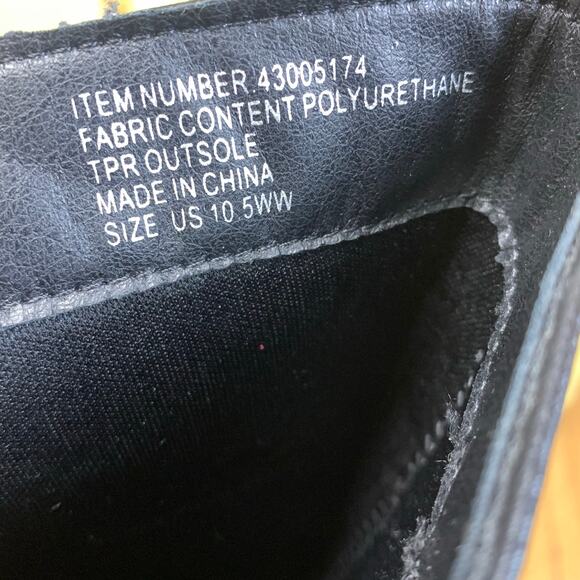 ITEM NUMBER.43005174
FABRIC CONTENT POLYURETHANE
TPR OUTSOLE
MADE IN CHINA
SIZE US 10 5WW